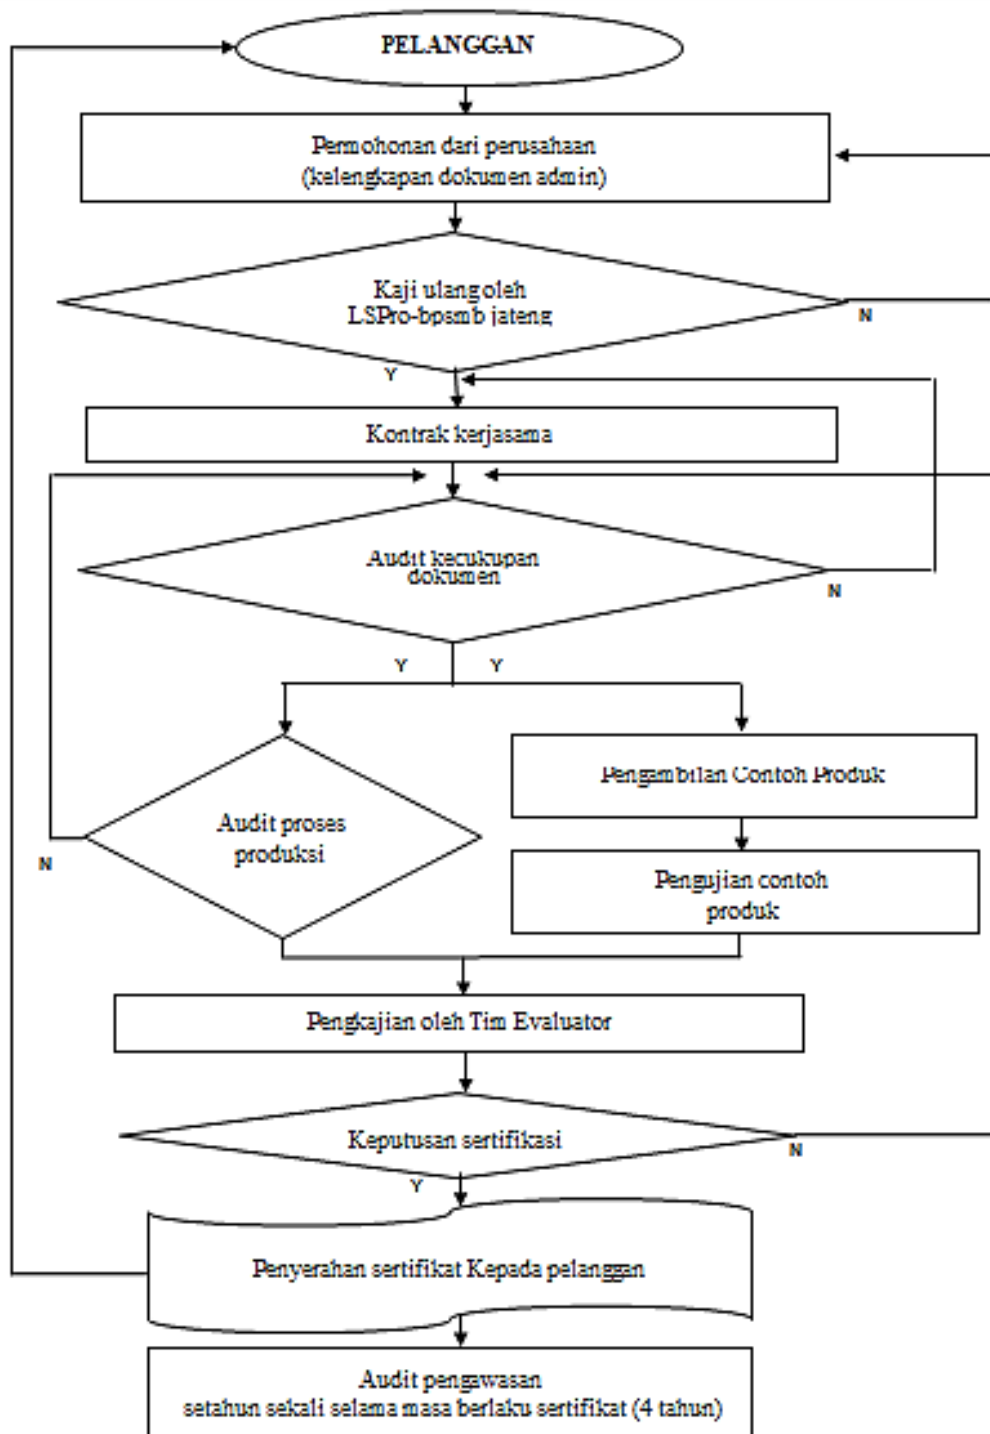 PELANGGAN
Permohonan dari perusahaan
(kelengkapan dokumen admin)
Kaji ulang oleh
LSPro-bpsmb jateng
N
Y
Kontrak kerjasama
Audit kecukupan
dokumen
N
Y Y
Audit proses
produksi
N
Pengambilan Contoh Produk
Pengujian contoh
produk
Pengkajian oleh Tim Evaluator
Keputusan sertifikasi
N
Y
Penyerahan sertifikat Kepada pelanggan
Audit pengawasan
setahun sekali selama masa berlaku sertifikat (4 tahun)